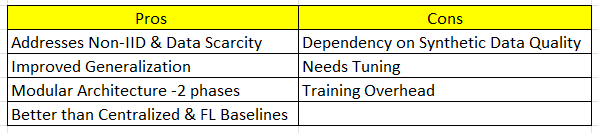 Pros Cons
Addresses Non-IID & Data Scarcity Dependency on Synthetic Data Quality
Improved Generalization Needs Tuning
Modular Architecture -2 phases Training Overhead
Better than Centralized & FL Baselines